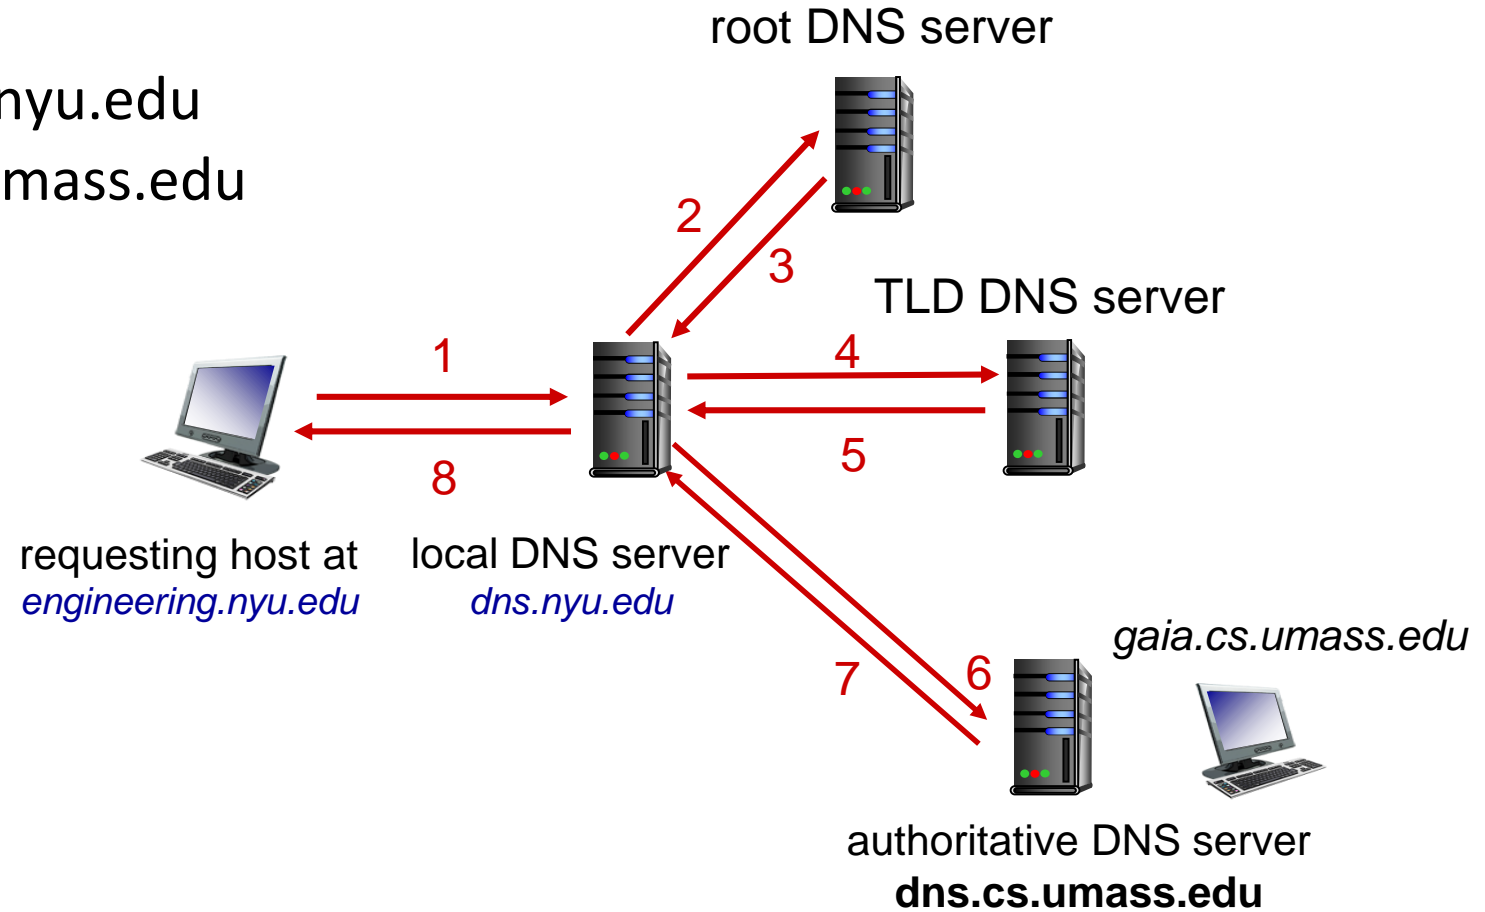 root DNS server
nyu.edu
mass.edu
2
3
TLD DNS server
1
4
8
5
requesting host at
engineering.nyu.edu
local DNS server
dns.nyu.edu
gaia.cs.umass.edu
7
6
authoritative DNS server
dns.cs.umass.edu